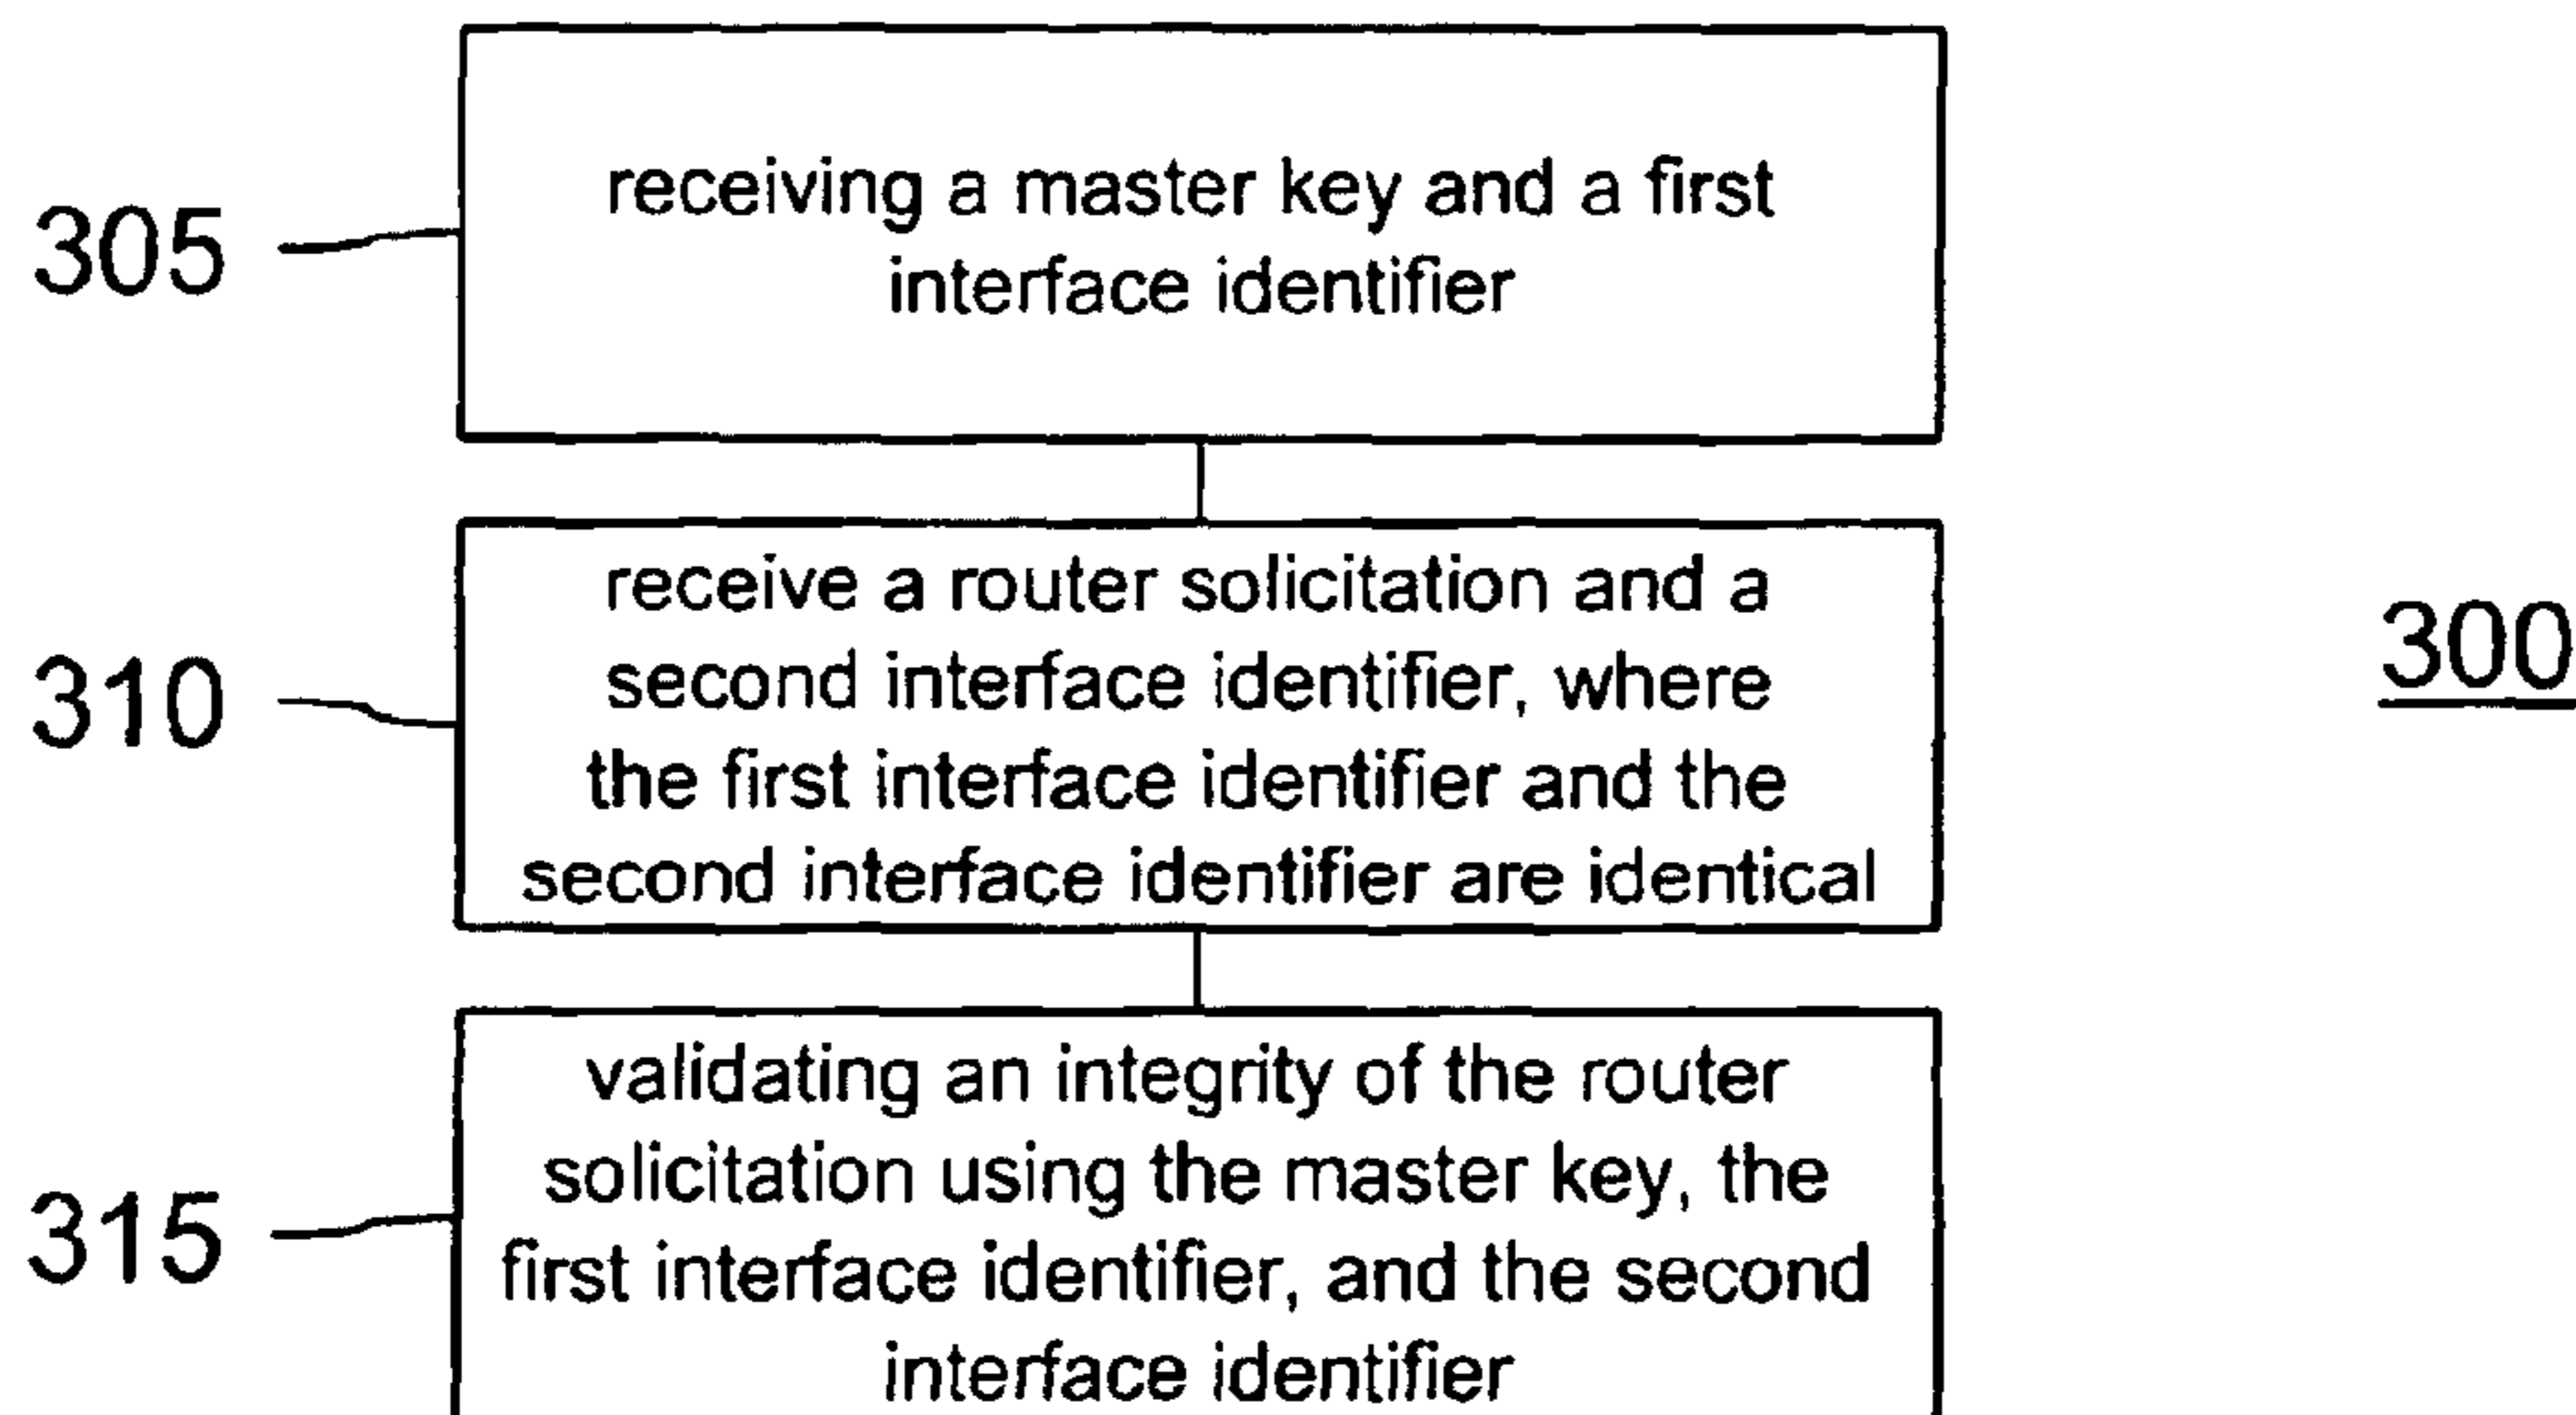 305
receiving a master key and a first
interface identifier
310
receive a router solicitation and a
second interface identifier, where
the first interface identifier and the
second interface identifier are identical
300
315
validating an integrity of the router
solicitation using the master key, the
first interface identifier, and the second
interface identifier